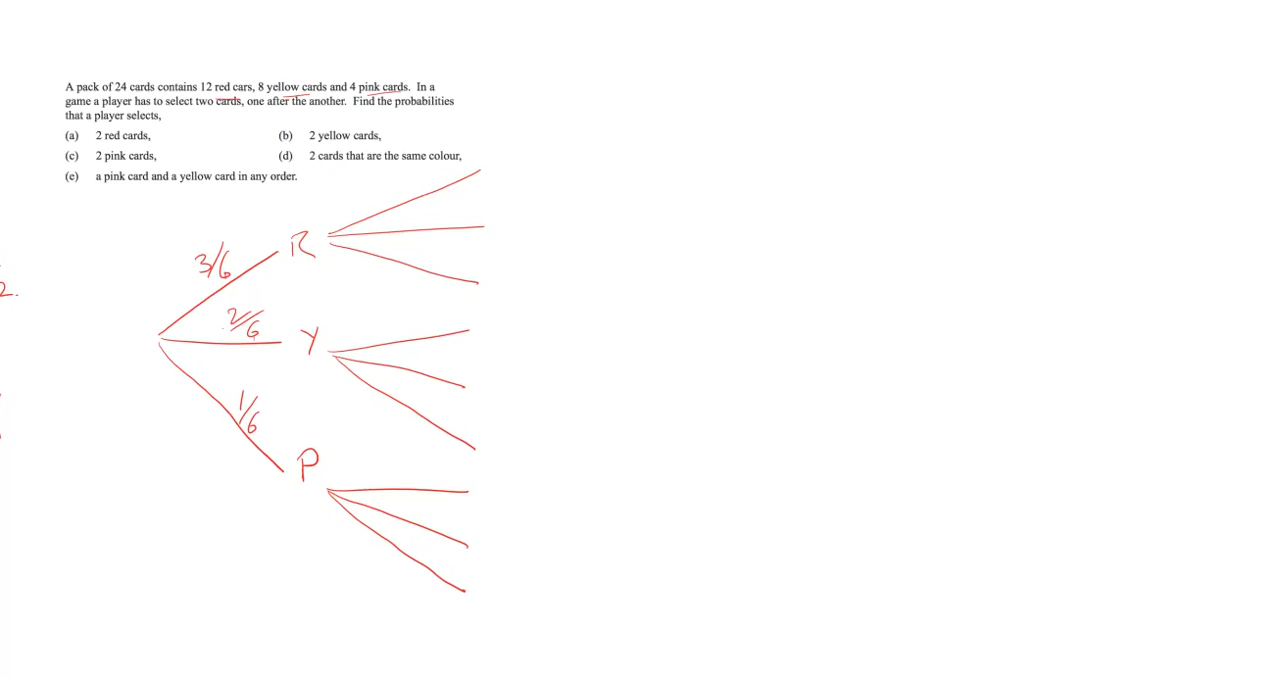 A pack of 24 cards contains 12 red cars, 8 yellow cards and 4 pink cards. In a
game a player has to select two cards, one after the another. Find the probabilities
that a player selects,
(a) 2 red cards, (b) 2 yellow cards,
(c) 2 pink cards, (d) 2 cards that are the same colour,
(e) a pink card and a yellow card in any order.
3/6 R
2.
2/6 Y
1/6
P